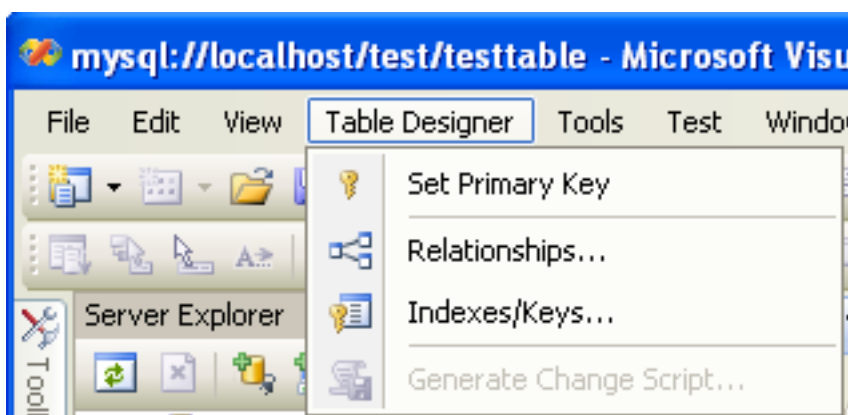 mysql://localhost/test/testtable - Microsoft Visu
File Edit View Table Designer Tools Test Windo
Set Primary Key
Relationships...
Indexes/Keys...
Server Explorer
Generate Change Script...
Tool